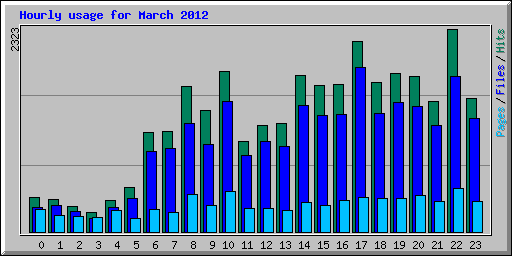 Hourly usage for March 2012
2323
Pages / Files / Hits
0 1 2 3 4 5 6 7 8 9 10 11 12 13 14 15 16 17 18 19 20 21 22 23